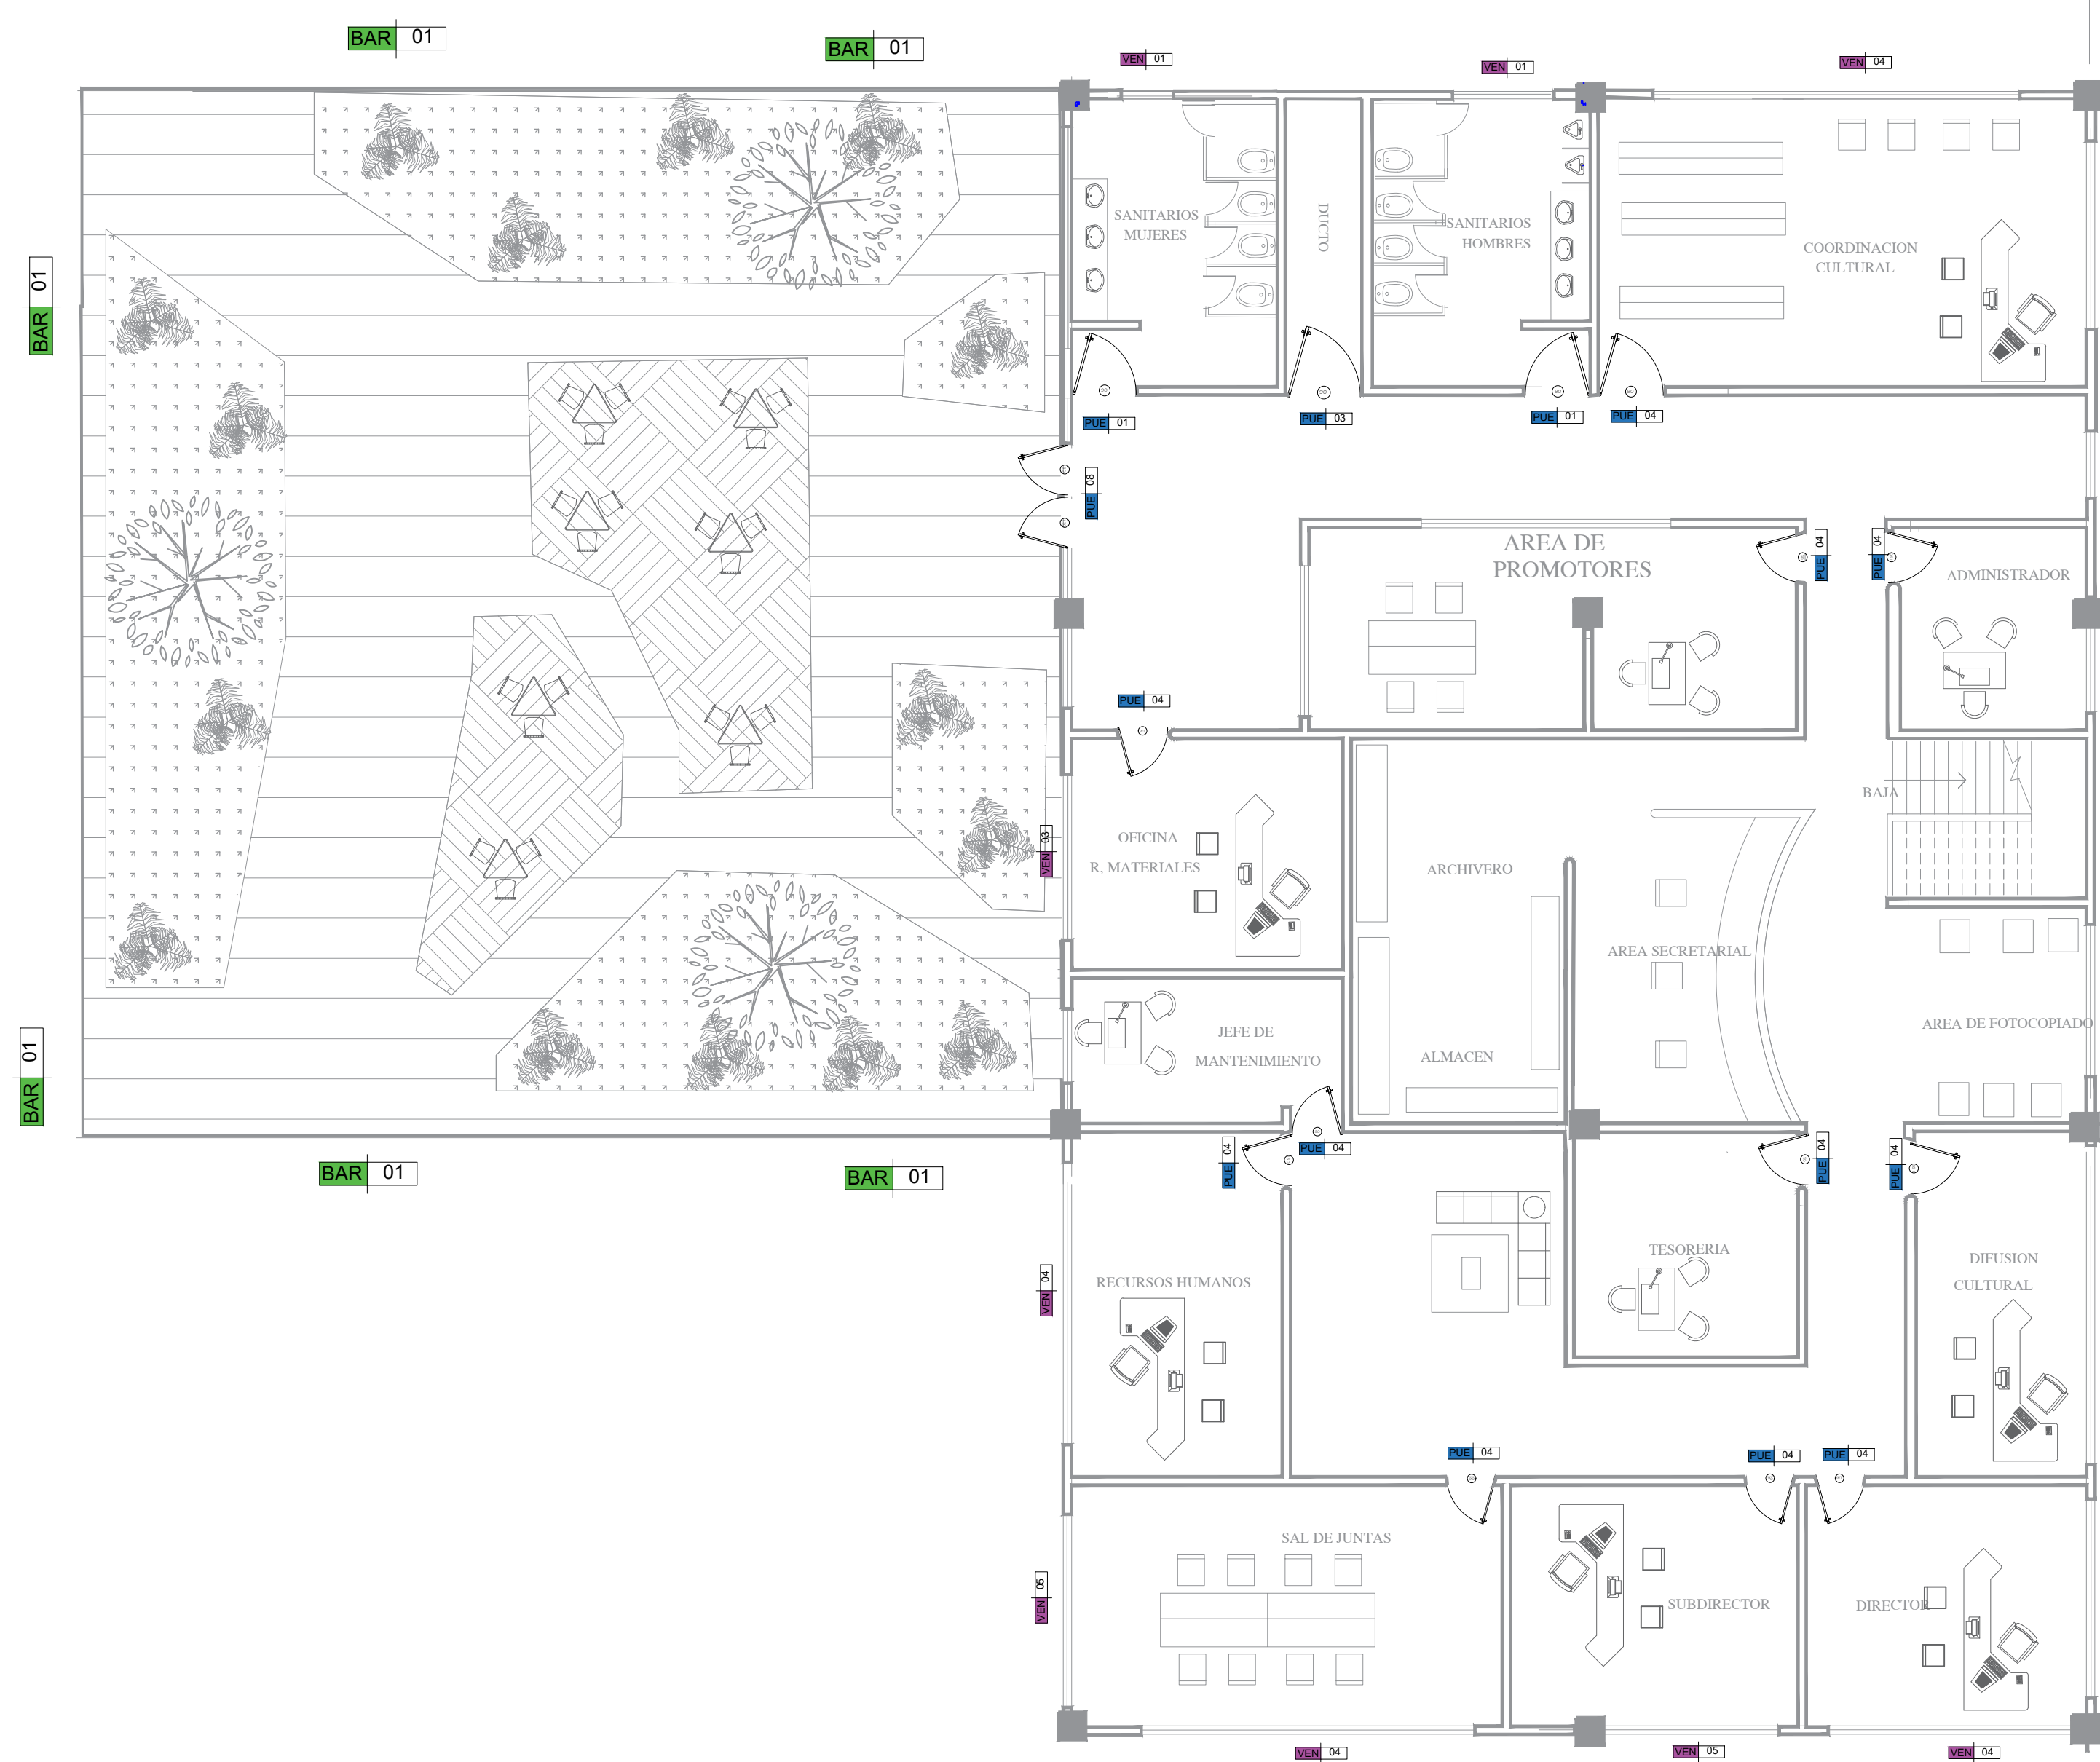 BAR 01
BAR 01
VEN 01
VEN 01
VEN 04
SANITARIOS
MUJERES
DUCTO
SANITARIOS
HOMBRES
COORDINACION
CULTURAL
BAR 01
PUE 01
PUE 03
PUE 01
PUE 04
PUE 08
AREA DE
PROMOTORES
PUE 04
PUE 04
ADMINISTRADOR
PUE 04
BAJA
VEN 03
OFICINA
R, MATERIALES
ARCHIVERO
AREA SECRETARIAL
AREA DE FOTOCOPIADO
BAR 01
JEFE DE
MANTENIMIENTO
ALMACEN
PUE 04
PUE 04
PUE 04
PUE 04
BAR 01
BAR 01
VEN 04
RECURSOS HUMANOS
TESORERIA
DIFUSION
CULTURAL
PUE 04
PUE 04
PUE 04
SAL DE JUNTAS
VEN 05
SUBDIRECTOR
DIRECTOR
VEN 04
VEN 05
VEN 04